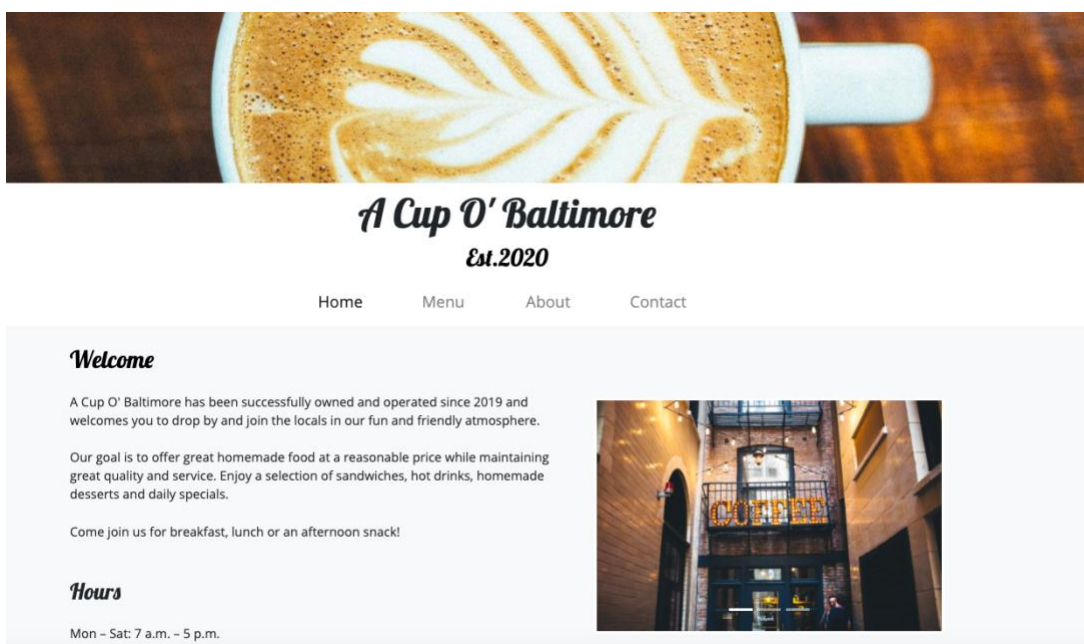 A Cup O' Baltimore
Est.2020
Home Menu About Contact
Welcome
A Cup O' Baltimore has been successfully owned and operated since 2019 and
welcomes you to drop by and join the locals in our fun and friendly atmosphere.
Our goal is to offer great homemade food at a reasonable price while maintaining
great quality and service. Enjoy a selection of sandwiches, hot drinks, homemade
desserts and daily specials.
Come join us for breakfast, lunch or an afternoon snack!
COFFEE
Hours
Mon – Sat: 7 a.m. – 5 p.m.